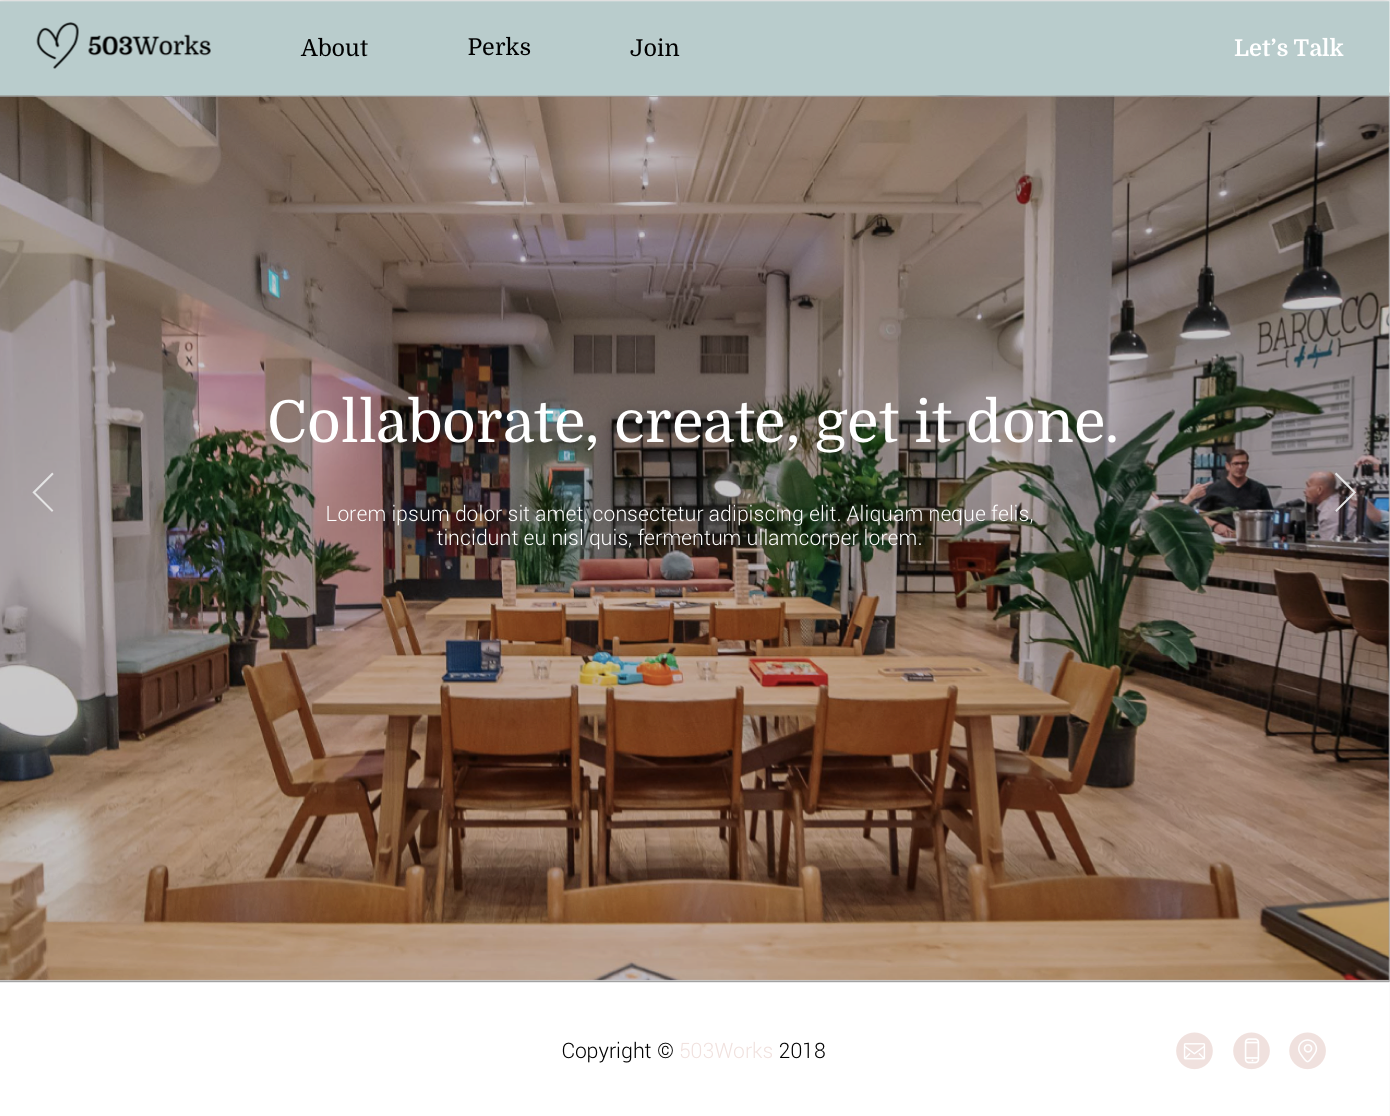 503Works
About
Perks
Join
Let's Talk
BAROCCO
O
X
Collaborate, create, get it done.
Lorem ipsum dolor sit amet, consectetur adipiscing elit. Aliquam neque felis,
tincidunt eu nisl quis, fermentum ullamcorper lorem.
Copyright © 503Works 2018